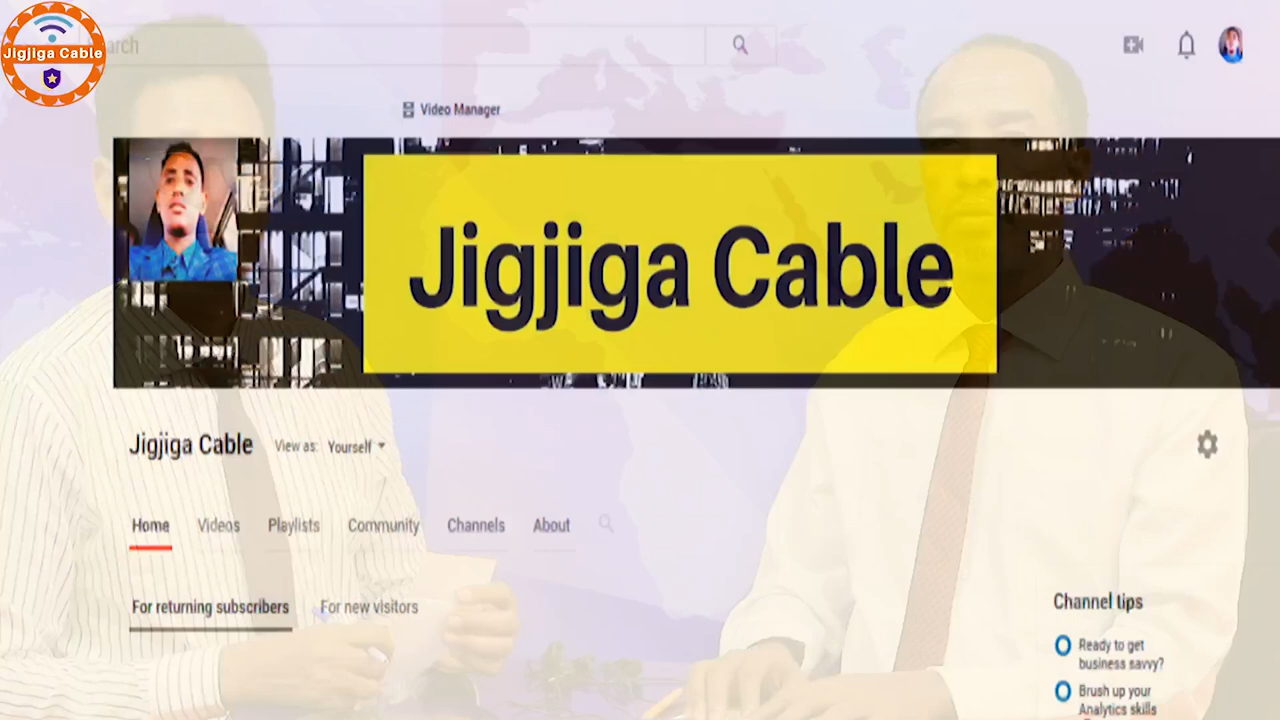 Jigjiga Cable
arch
Video Manager
Jigjiga Cable
Jigjiga Cable
View as: Yourself
Home Videos Playlists Community Channels About
For returning subscribers For new visitors
Channel tips
Ready to get
business savvy?
Brush up your
Analytics skills